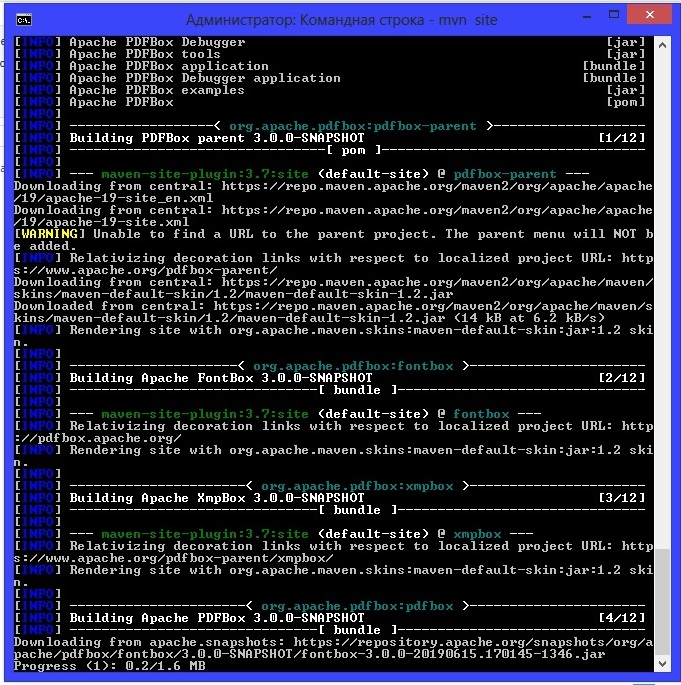 Администратор: Командная строка - mvn site
[INFO] Apache PDFBox Debugger [jar]
[INFO] Apache PDFBox tools [jar]
[INFO] Apache PDFBox application [bundle]
[INFO] Apache PDFBox Debugger application [bundle]
[INFO] Apache PDFBox examples [jar]
[INFO] Apache PDFBox [pom]
[INFO]
[INFO] -------------------< org.apache.pdfbox:pdfbox-parent >--------------------
[INFO] Building PDFBox parent 3.0.0-SNAPSHOT [1/12]
[INFO] --------------------------------[ pom ]---------------------------------
[INFO]
[INFO] --- maven-site-plugin:3.7:site (default-site) @ pdfbox-parent ---
Downloading from central: https://repo.maven.apache.org/maven2/org/apache/apache
/19/apache-19-site_en.xml
Downloading from central: https://repo.maven.apache.org/maven2/org/apache/apache
/19/apache-19-site.xml
[WARNING] Unable to find a URL to the parent project. The parent menu will NOT b
e added.
[INFO] Relativizing decoration links with respect to localized project URL: http
s://www.apache.org/pdfbox-parent/
Downloading from central: https://repo.maven.apache.org/maven2/org/apache/maven/
skins/maven-default-skin/1.2/maven-default-skin-1.2.jar
Downloaded from central: https://repo.maven.apache.org/maven2/org/apache/maven/s
kins/maven-default-skin/1.2/maven-default-skin-1.2.jar (14 kB at 6.2 kB/s)
[INFO] Rendering site with org.apache.maven.skins:maven-default-skin:jar:1.2 ski
n.
[INFO]
[INFO] ----------------------< org.apache.pdfbox:fontbox >-----------------------
[INFO] Building Apache FontBox 3.0.0-SNAPSHOT [2/12]
[INFO] -------------------------------[ bundle ]-------------------------------
[INFO]
[INFO] --- maven-site-plugin:3.7:site (default-site) @ fontbox ---
[INFO] Relativizing decoration links with respect to localized project URL: http
://pdfbox.apache.org/
[INFO] Rendering site with org.apache.maven.skins:maven-default-skin:jar:1.2 ski
n.
[INFO]
[INFO] -----------------------< org.apache.pdfbox:xmpbox >-----------------------
[INFO] Building Apache XmpBox 3.0.0-SNAPSHOT [3/12]
[INFO] -------------------------------[ bundle ]-------------------------------
[INFO]
[INFO] --- maven-site-plugin:3.7:site (default-site) @ xmpbox ---
[INFO] Relativizing decoration links with respect to localized project URL: http
s://www.apache.org/pdfbox-parent/xmpbox/
[INFO] Rendering site with org.apache.maven.skins:maven-default-skin:jar:1.2 ski
n.
[INFO]
[INFO] -----------------------< org.apache.pdfbox:pdfbox >-----------------------
[INFO] Building Apache PDFBox 3.0.0-SNAPSHOT [4/12]
[INFO] -------------------------------[ bundle ]-------------------------------
Downloading from apache.snapshots: https://repository.apache.org/snapshots/org/a
pache/pdfbox/fontbox/3.0.0-SNAPSHOT/fontbox-3.0.0-20190615.170145-1346.jar
Progress (1): 0.2/1.6 MB